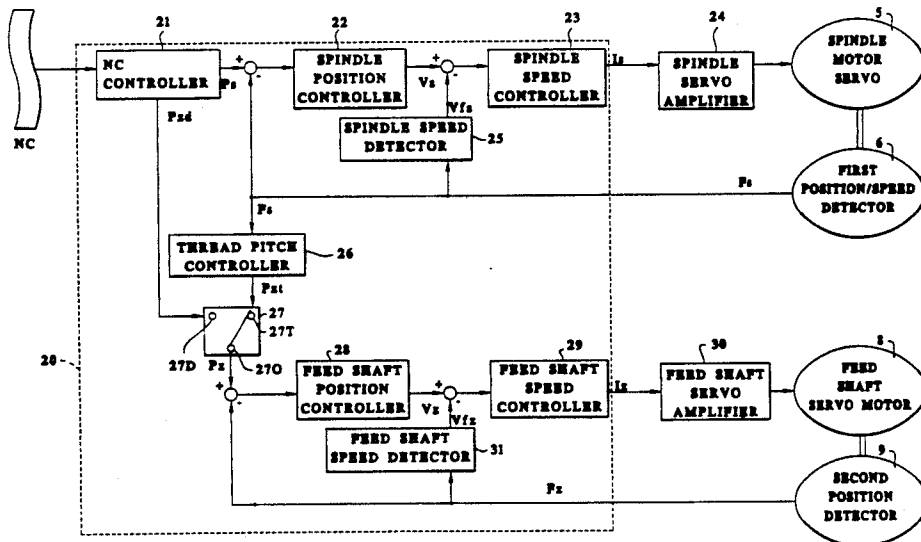 21
22
23
24
5
NC
CONTROLLER
Ps
+
-
SPINDLE
POSITION
CONTROLLER
Vs
+
-
SPINDLE
SPEED
CONTROLLER
Is
SPINDLE
SERVO
AMPLIFIER
SPINDLE
MOTOR
SERVO
NC
Pzd
Vfs
SPINDLE SPEED
DETECTOR
25
6
FIRST
POSITION/SPEED
DETECTOR
Ps
Ps
THREAD PITCH
CONTROLLER
26
Pzt
27
27T
27D
27O
20
Pz
28
29
30
8
+
-
FEED SHAFT
POSITION
CONTROLLER
Vz
+
-
FEED SHAFT
SPEED
CONTROLLER
Iz
FEED SHAFT
SERVO
AMPLIFIER
FEED
SHAFT
SERVO MOTOR
Vfz
FEED SHAFT
SPEED DETECTOR
31
Fz
9
SECOND
POSITION
DETECTOR